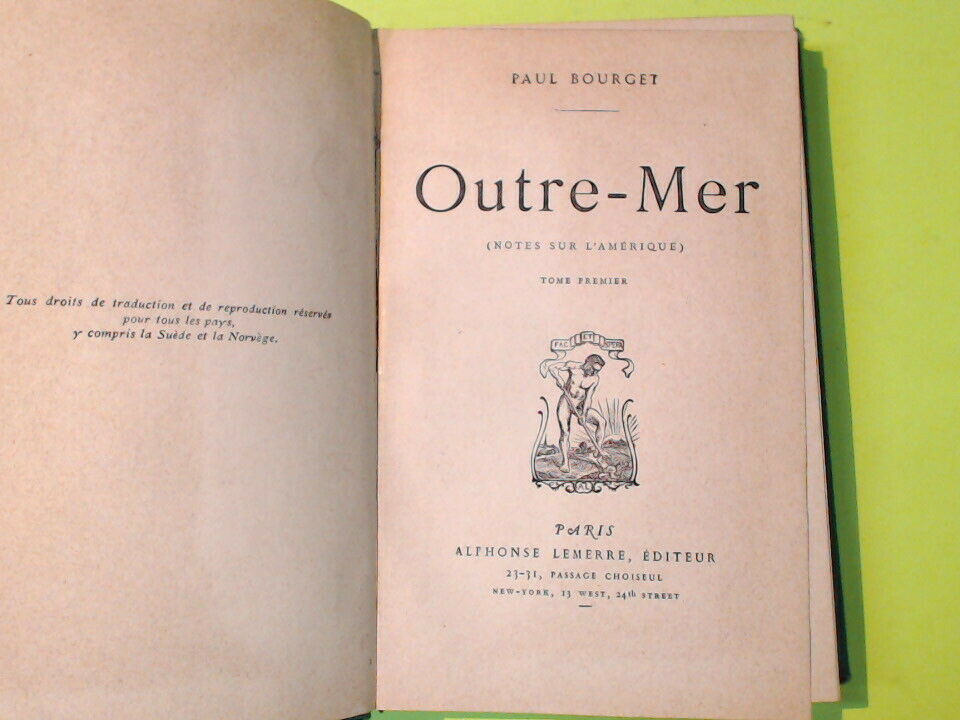 Tous droits de traduction et de reproduction réservés
pour tous les pays,
y compris la Suède et la Norvège.
PAUL BOURGET
Outre-Mer
(NOTES SUR L'AMÉRIQUE)
TOME PREMIER
FAC ET SPERA
AL
PARIS
ALPHONSE LEMERRE, ÉDITEUR
23-31, PASSAGE CHOISEUL
NEW-YORK, 13 WEST, 24th STREET